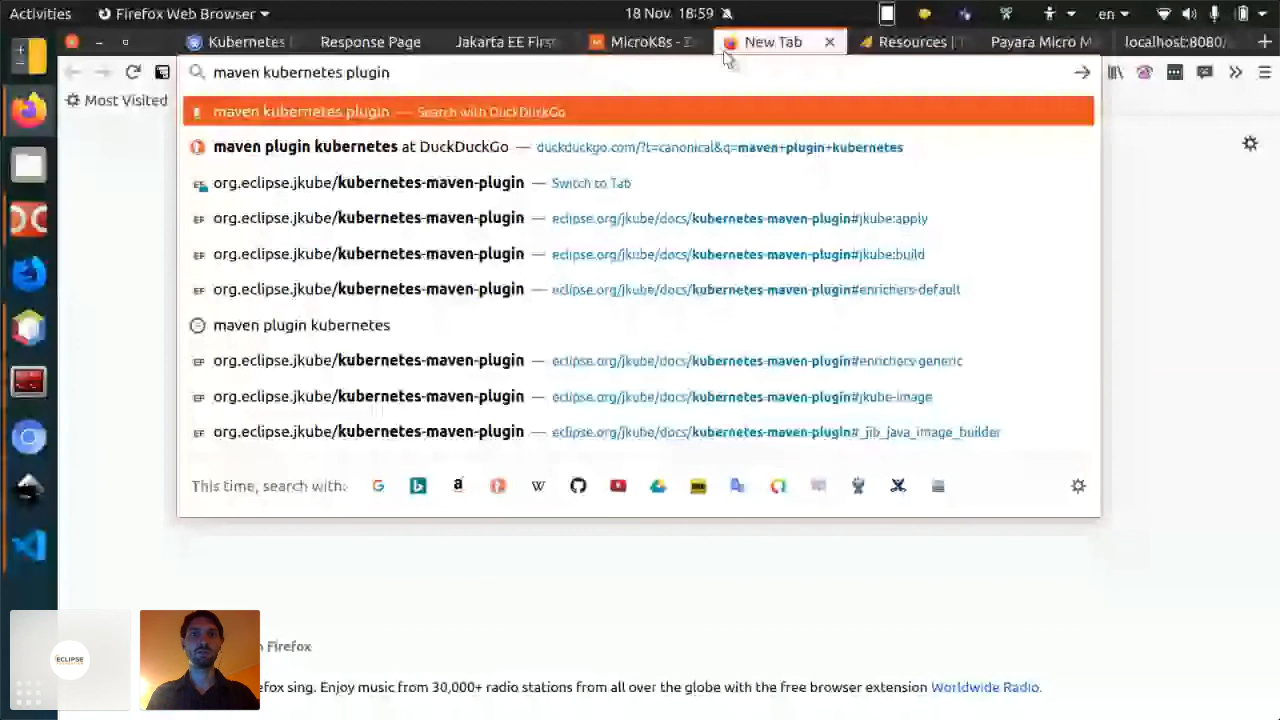 Activities Firefox Web Browser 18 Nov 18:59 en
Kubernetes Response Page Jakarta EE First MicroK8s - New Tab Resources | Payara Micro M localhost:8080/
maven kubernetes plugin
Most Visited
maven kubernetes plugin — Search with DuckDuckGo
maven plugin kubernetes at DuckDuckGo — duckduckgo.com/?t=canonical&q=maven+plugin+kubernetes
org.eclipse.jkube/kubernetes-maven-plugin — Switch to Tab
org.eclipse.jkube/kubernetes-maven-plugin — eclipse.org/jkube/docs/kubernetes-maven-plugin#jkube:apply
org.eclipse.jkube/kubernetes-maven-plugin — eclipse.org/jkube/docs/kubernetes-maven-plugin#jkube:build
org.eclipse.jkube/kubernetes-maven-plugin — eclipse.org/jkube/docs/kubernetes-maven-plugin#enrichers-default
maven plugin kubernetes
org.eclipse.jkube/kubernetes-maven-plugin — eclipse.org/jkube/docs/kubernetes-maven-plugin#enrichers-generic
org.eclipse.jkube/kubernetes-maven-plugin — eclipse.org/jkube/docs/kubernetes-maven-plugin#jkube-image
org.eclipse.jkube/kubernetes-maven-plugin — eclipse.org/jkube/docs/kubernetes-maven-plugin#_jib_java_image_builder
This time, search with:
ECLIPSE
Firefox
efox sing. Enjoy music from 30,000+ radio stations from all over the globe with the free browser extension Worldwide Radio.